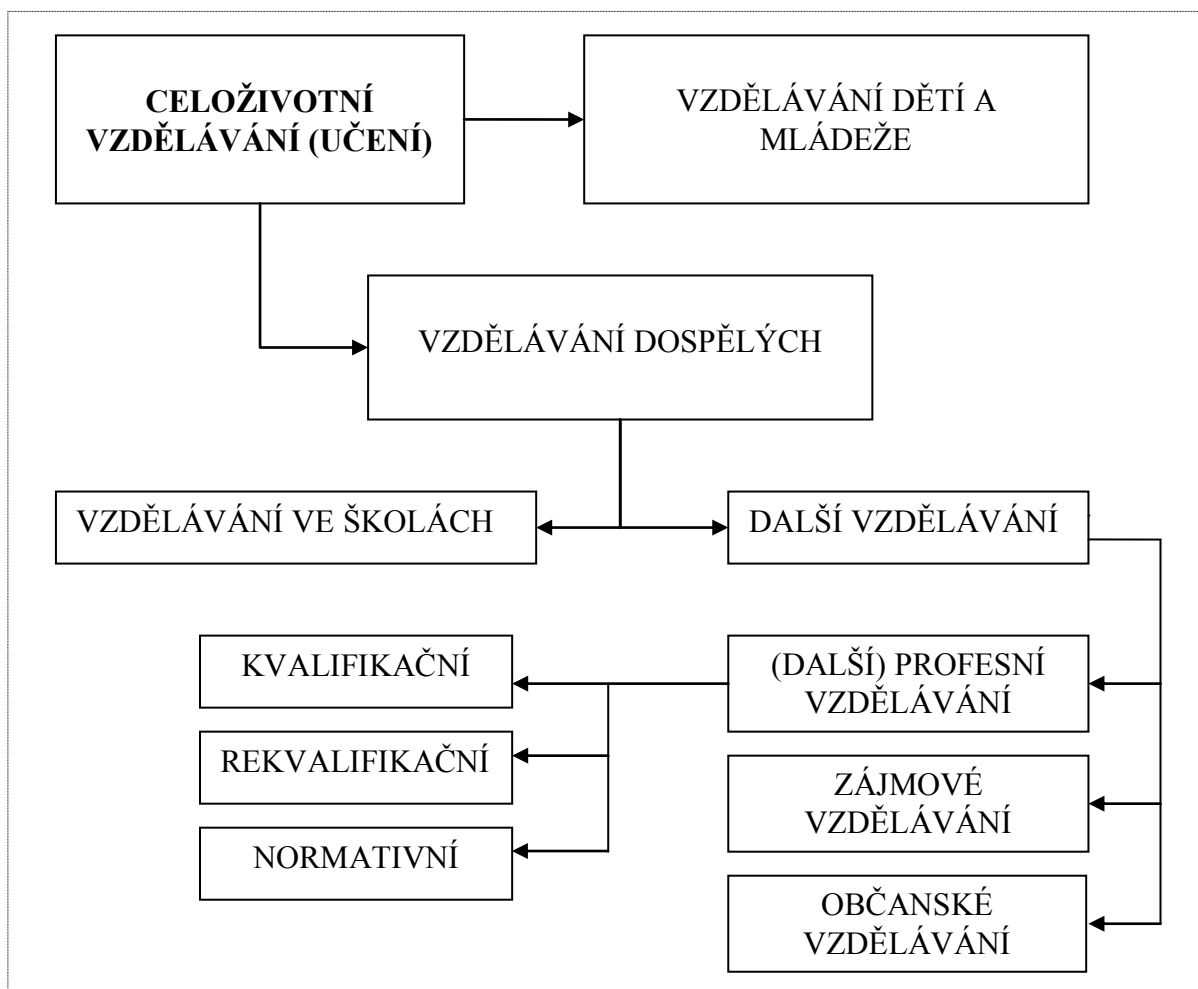 CELOŽIVOTNÍ
VZDĚLÁVÁNÍ (UČENÍ)
VZDĚLÁVÁNÍ DĚTÍ A
MLÁDEŽE
VZDĚLÁVÁNÍ DOSPĚLÝCH
VZDĚLÁVÁNÍ VE ŠKOLÁCH
DALŠÍ VZDĚLÁVÁNÍ
KVALIFIKAČNÍ
(DALŠÍ) PROFESNÍ
VZDĚLÁVÁNÍ
REKVALIFIKAČNÍ
ZÁJMOVÉ
VZDĚLÁVÁNÍ
NORMATIVNÍ
OBČANSKÉ
VZDĚLÁVÁNÍ